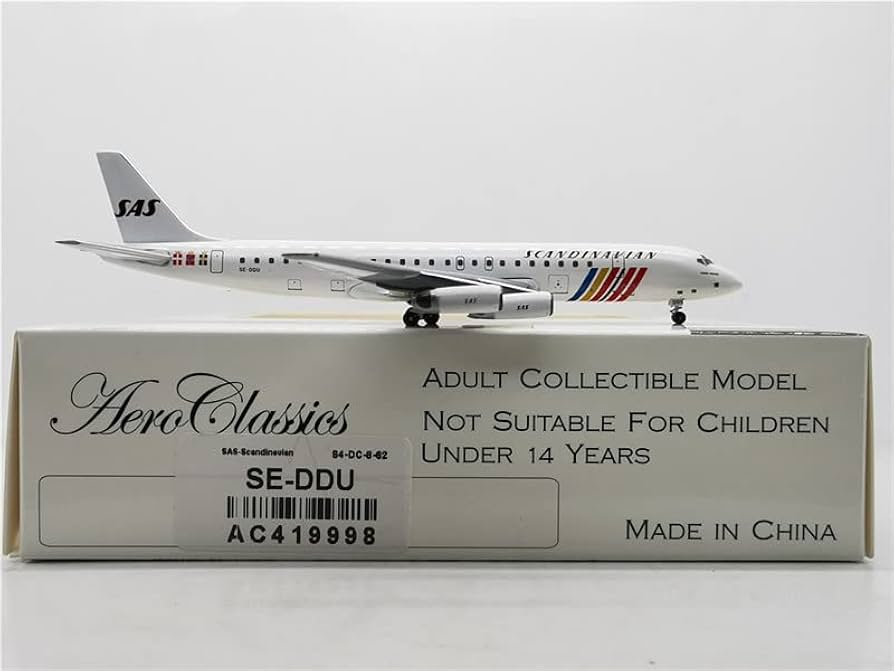 SAS
SCANDINAVIAN
SE-DDU
SAS
SAS
AeroClassics
ADULT COLLECTIBLE MODEL
NOT SUITABLE FOR CHILDREN
UNDER 14 YEARS
SAS-Scandinavian S4-DC-8-62
SE-DDU
AC419998
MADE IN CHINA